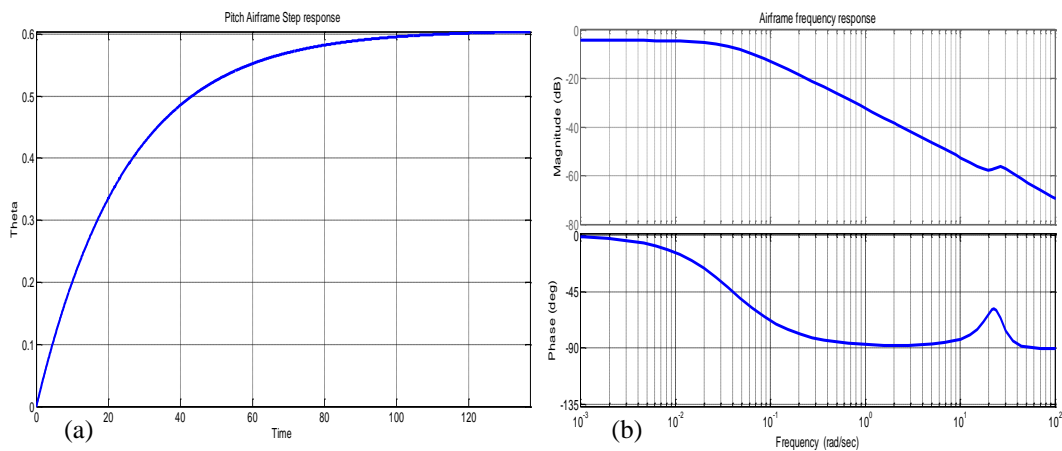 Pitch Airframe Step response
Theta
0.6
0.5
0.4
0.3
0.2
0.1
0
0 20 40 60 80 100 120
Time
(a)
Airframe frequency response
Magnitude (dB)
0
-20
-40
-60
-80
Phase (deg)
0
-45
-90
-135
10^-3 10^-2 10^-1 10^0 10^1 10^2
Frequency (rad/sec)
(b)